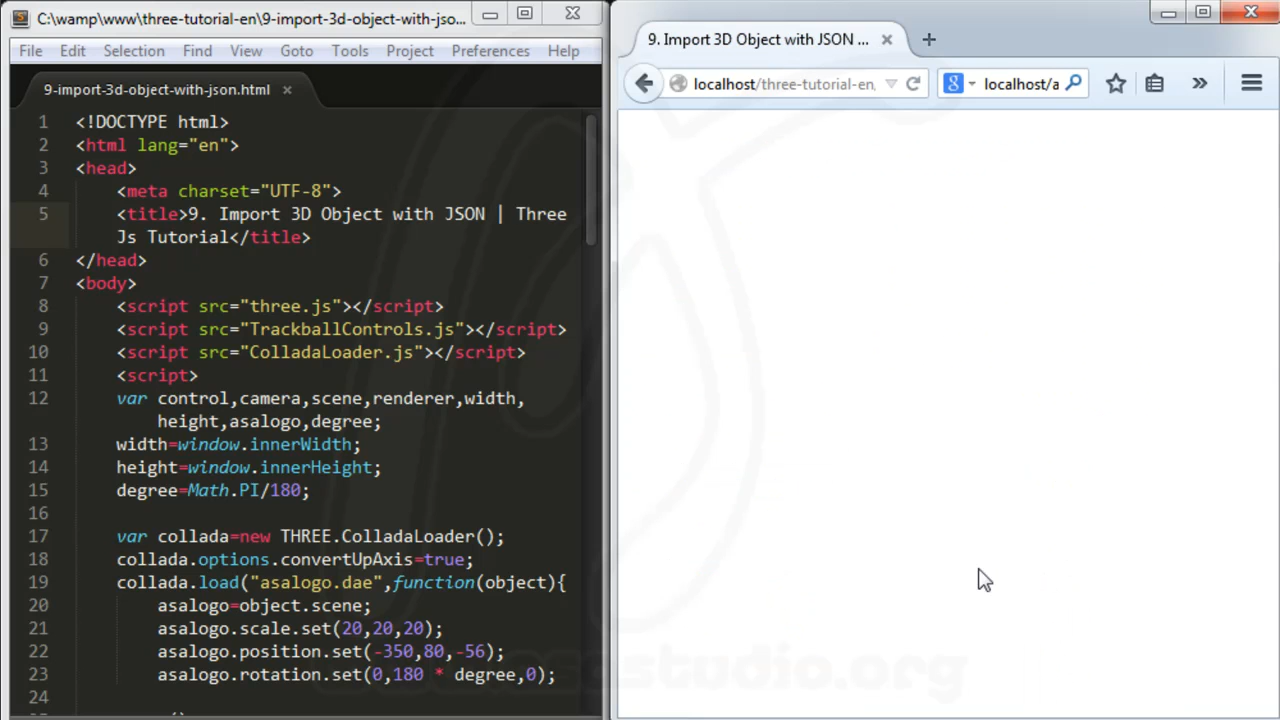 C:\wamp\www\three-tutorial-en\9-import-3d-object-with-jso...
File Edit Selection Find View Goto Tools Project Preferences Help
9-import-3d-object-with-json.html
1 <!DOCTYPE html>
2 <html lang="en">
3 <head>
4 <meta charset="UTF-8">
5 <title>9. Import 3D Object with JSON | Three
Js Tutorial</title>
6 </head>
7 <body>
8 <script src="three.js"></script>
9 <script src="TrackballControls.js"></script>
10 <script src="ColladaLoader.js"></script>
11 <script>
12 var control,camera,scene,renderer,width,
height,asalogo,degree;
13 width=window.innerWidth;
14 height=window.innerHeight;
15 degree=Math.PI/180;
16
17 var collada=new THREE.ColladaLoader();
18 collada.options.convertUpAxis=true;
19 collada.load("asalogo.dae",function(object){
20 asalogo=object.scene;
21 asalogo.scale.set(20,20,20);
22 asalogo.position.set(-350,80,-56);
23 asalogo.rotation.set(0,180 * degree,0);
24
9. Import 3D Object with JSON ...
localhost/three-tutorial-en,
localhost/a